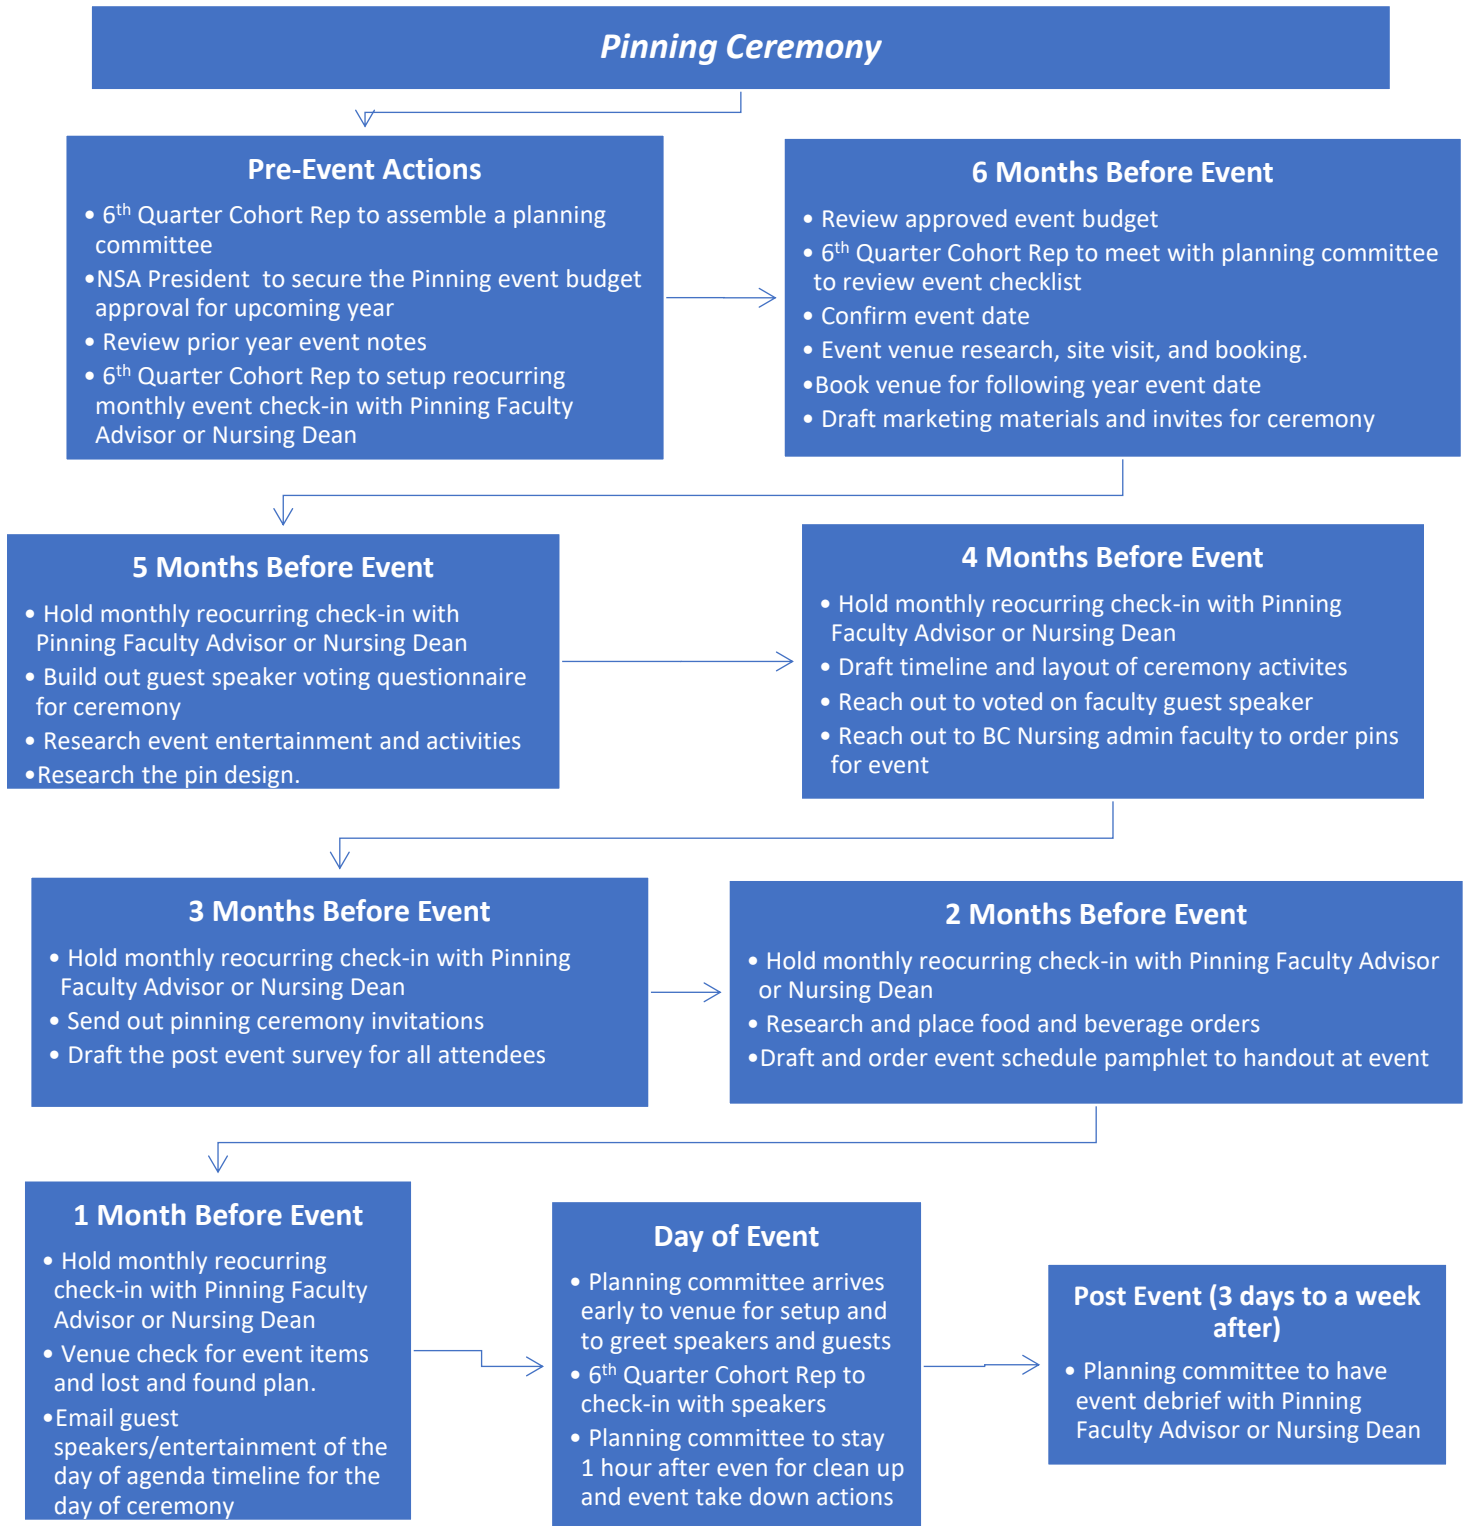 Pinning Ceremony
Pre-Event Actions
• 6th Quarter Cohort Rep to assemble a planning
committee
•NSA President  to secure the Pinning event budget
approval for upcoming year
• Review prior year event notes
• 6th Quarter Cohort Rep to setup reocurring
monthly event check-in with Pinning Faculty
Advisor or Nursing Dean
6 Months Before Event
• Review approved event budget
• 6th Quarter Cohort Rep to meet with planning committee
to review event checklist
• Confirm event date
• Event venue research, site visit, and booking.
•Book venue for following year event date
• Draft marketing materials and invites for ceremony
5 Months Before Event
• Hold monthly reocurring check-in with
Pinning Faculty Advisor or Nursing Dean
• Build out guest speaker voting questionnaire
for ceremony
• Research event entertainment and activities
•Research the pin design.
4 Months Before Event
• Hold monthly reocurring check-in with Pinning
Faculty Advisor or Nursing Dean
• Draft timeline and layout of ceremony activites
• Reach out to voted on faculty guest speaker
• Reach out to BC Nursing admin faculty to order pins
for event
3 Months Before Event
• Hold monthly reocurring check-in with Pinning
Faculty Advisor or Nursing Dean
• Send out pinning ceremony invitations
• Draft the post event survey for all attendees
2 Months Before Event
• Hold monthly reocurring check-in with Pinning Faculty Advisor
or Nursing Dean
• Research and place food and beverage orders
•Draft and order event schedule pamphlet to handout at event
1 Month Before Event
• Hold monthly reocurring
check-in with Pinning Faculty
Advisor or Nursing Dean
• Venue check for event items
and lost and found plan.
•Email guest
speakers/entertainment of the
day of agenda timeline for the
day of ceremony
Day of Event
• Planning committee arrives
early to venue for setup and
to greet speakers and guests
• 6th Quarter Cohort Rep to
check-in with speakers
• Planning committee to stay
1 hour after even for clean up
and event take down actions
Post Event (3 days to a week
after)
• Planning committee to have
event debrief with Pinning
Faculty Advisor or Nursing Dean